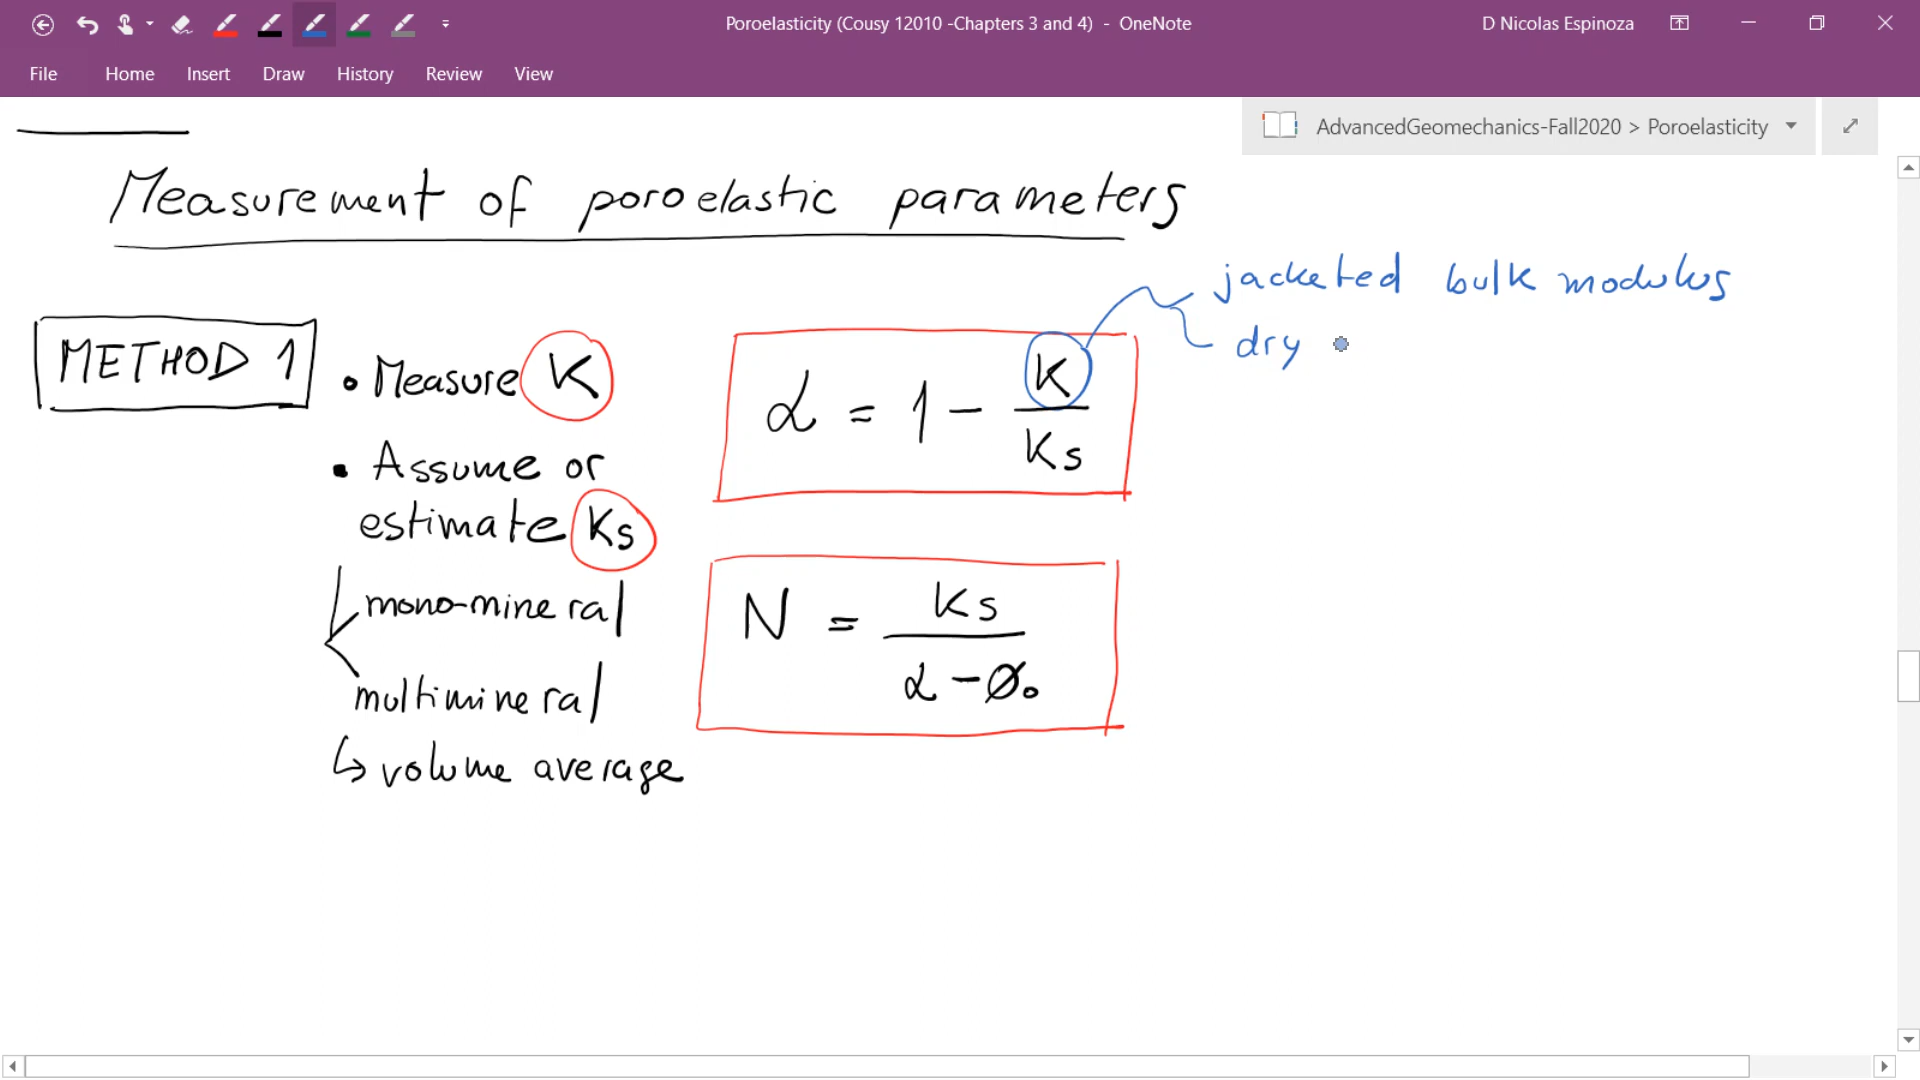 Poroelasticity (Cousy 12010 -Chapters 3 and 4) - OneNote
D Nicolas Espinoza
File Home Insert Draw History Review View
AdvancedGeomechanics-Fall2020 > Poroelasticity
Measurement of poroelastic parameters
jacketed bulk modulus
dry
METHOD 1
• Measure K
α = 1 - K/Ks
• Assume or
estimate Ks
mono-mineral
N = Ks/(α - Ø₀)
multimineral
↳ volume average